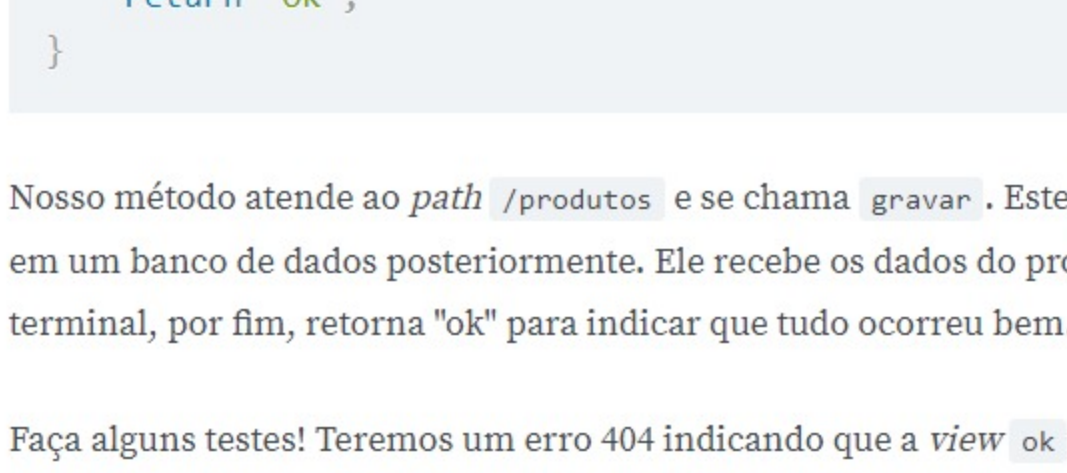 return "ok";
}
Nosso método atende ao path /produtos e se chama gravar . Este
em um banco de dados posteriormente. Ele recebe os dados do
terminal, por fim, retorna "ok" para indicar que tudo ocorreu bem.
Faça alguns testes! Teremos um erro 404 indicando que a view ok